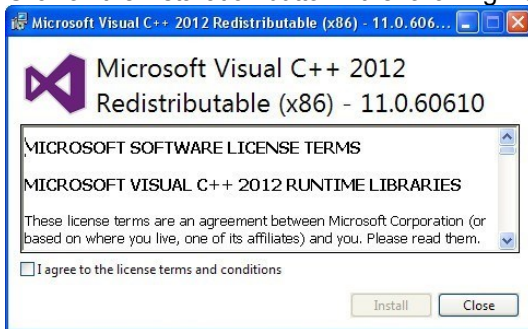 Microsoft Visual C++ 2012 Redistributable (x86) - 11.0.606...
Microsoft Visual C++ 2012
Redistributable (x86) - 11.0.60610
MICROSOFT SOFTWARE LICENSE TERMS
MICROSOFT VISUAL C++ 2012 RUNTIME LIBRARIES
These license terms are an agreement between Microsoft Corporation (or
based on where you live, one of its affiliates) and you. Please read them.
I agree to the license terms and conditions
Install Close